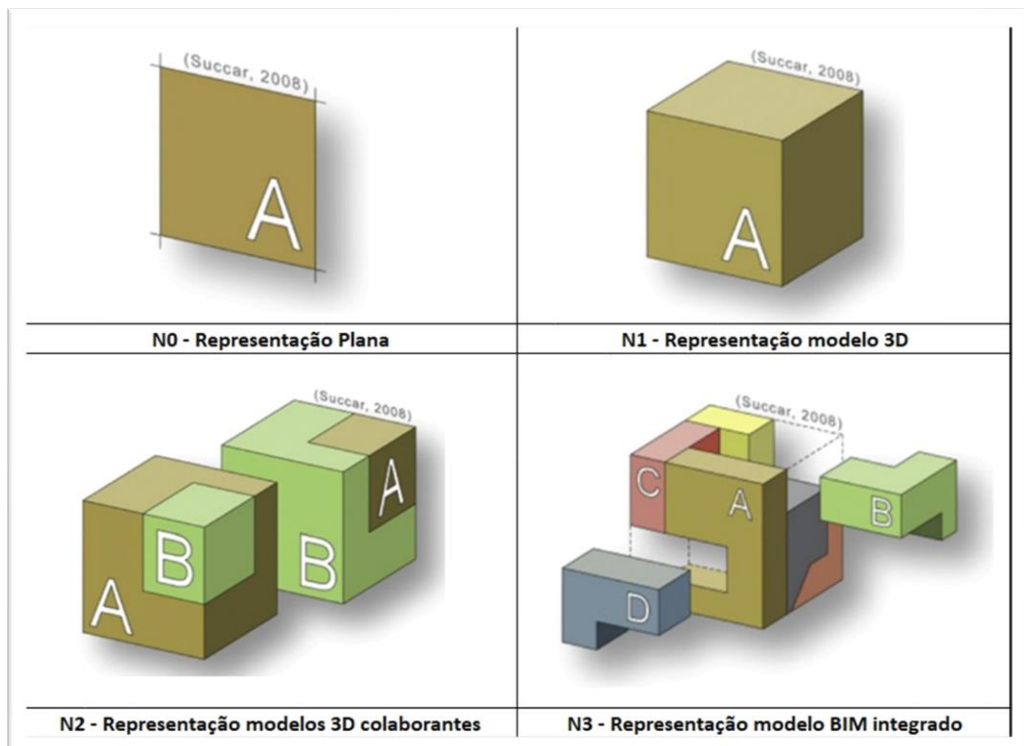 (Succar, 2008)
A
N0 - Representação Plana
(Succar, 2008)
A
N1 - Representação modelo 3D
(Succar, 2008)
A
B
B
A
N2 - Representação modelos 3D colaborantes
(Succar, 2008)
C
A
B
D
N3 - Representação modelo BIM integrado